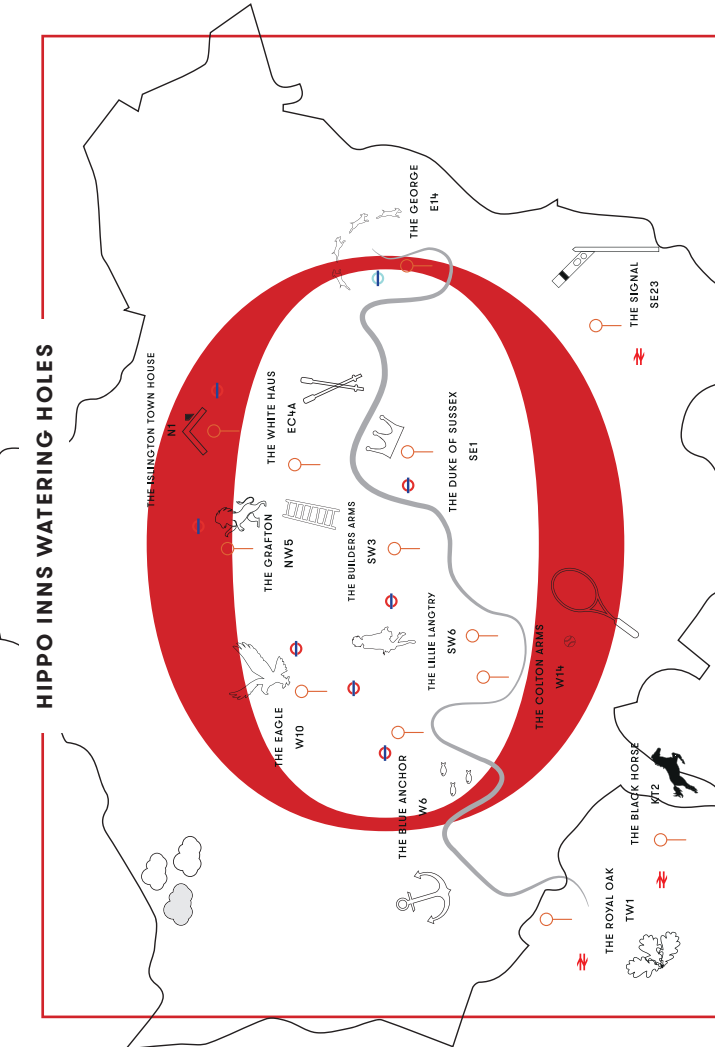 HIPPO INNS WATERING HOLES
THE ISLINGTON TOWN HOUSE
N1
THE WHITE HAUS
EC4A
THE GEORGE
E14
THE GRAFTON
NW5
THE BUILDERS ARMS
SW3
THE DUKE OF SUSSEX
SE1
THE SIGNAL
SE23
THE EAGLE
W10
THE LILLIE LANGTRY
SW6
THE COLTON ARMS
W14
THE BLUE ANCHOR
W6
THE BLACK HORSE
KT2
THE ROYAL OAK
TW1